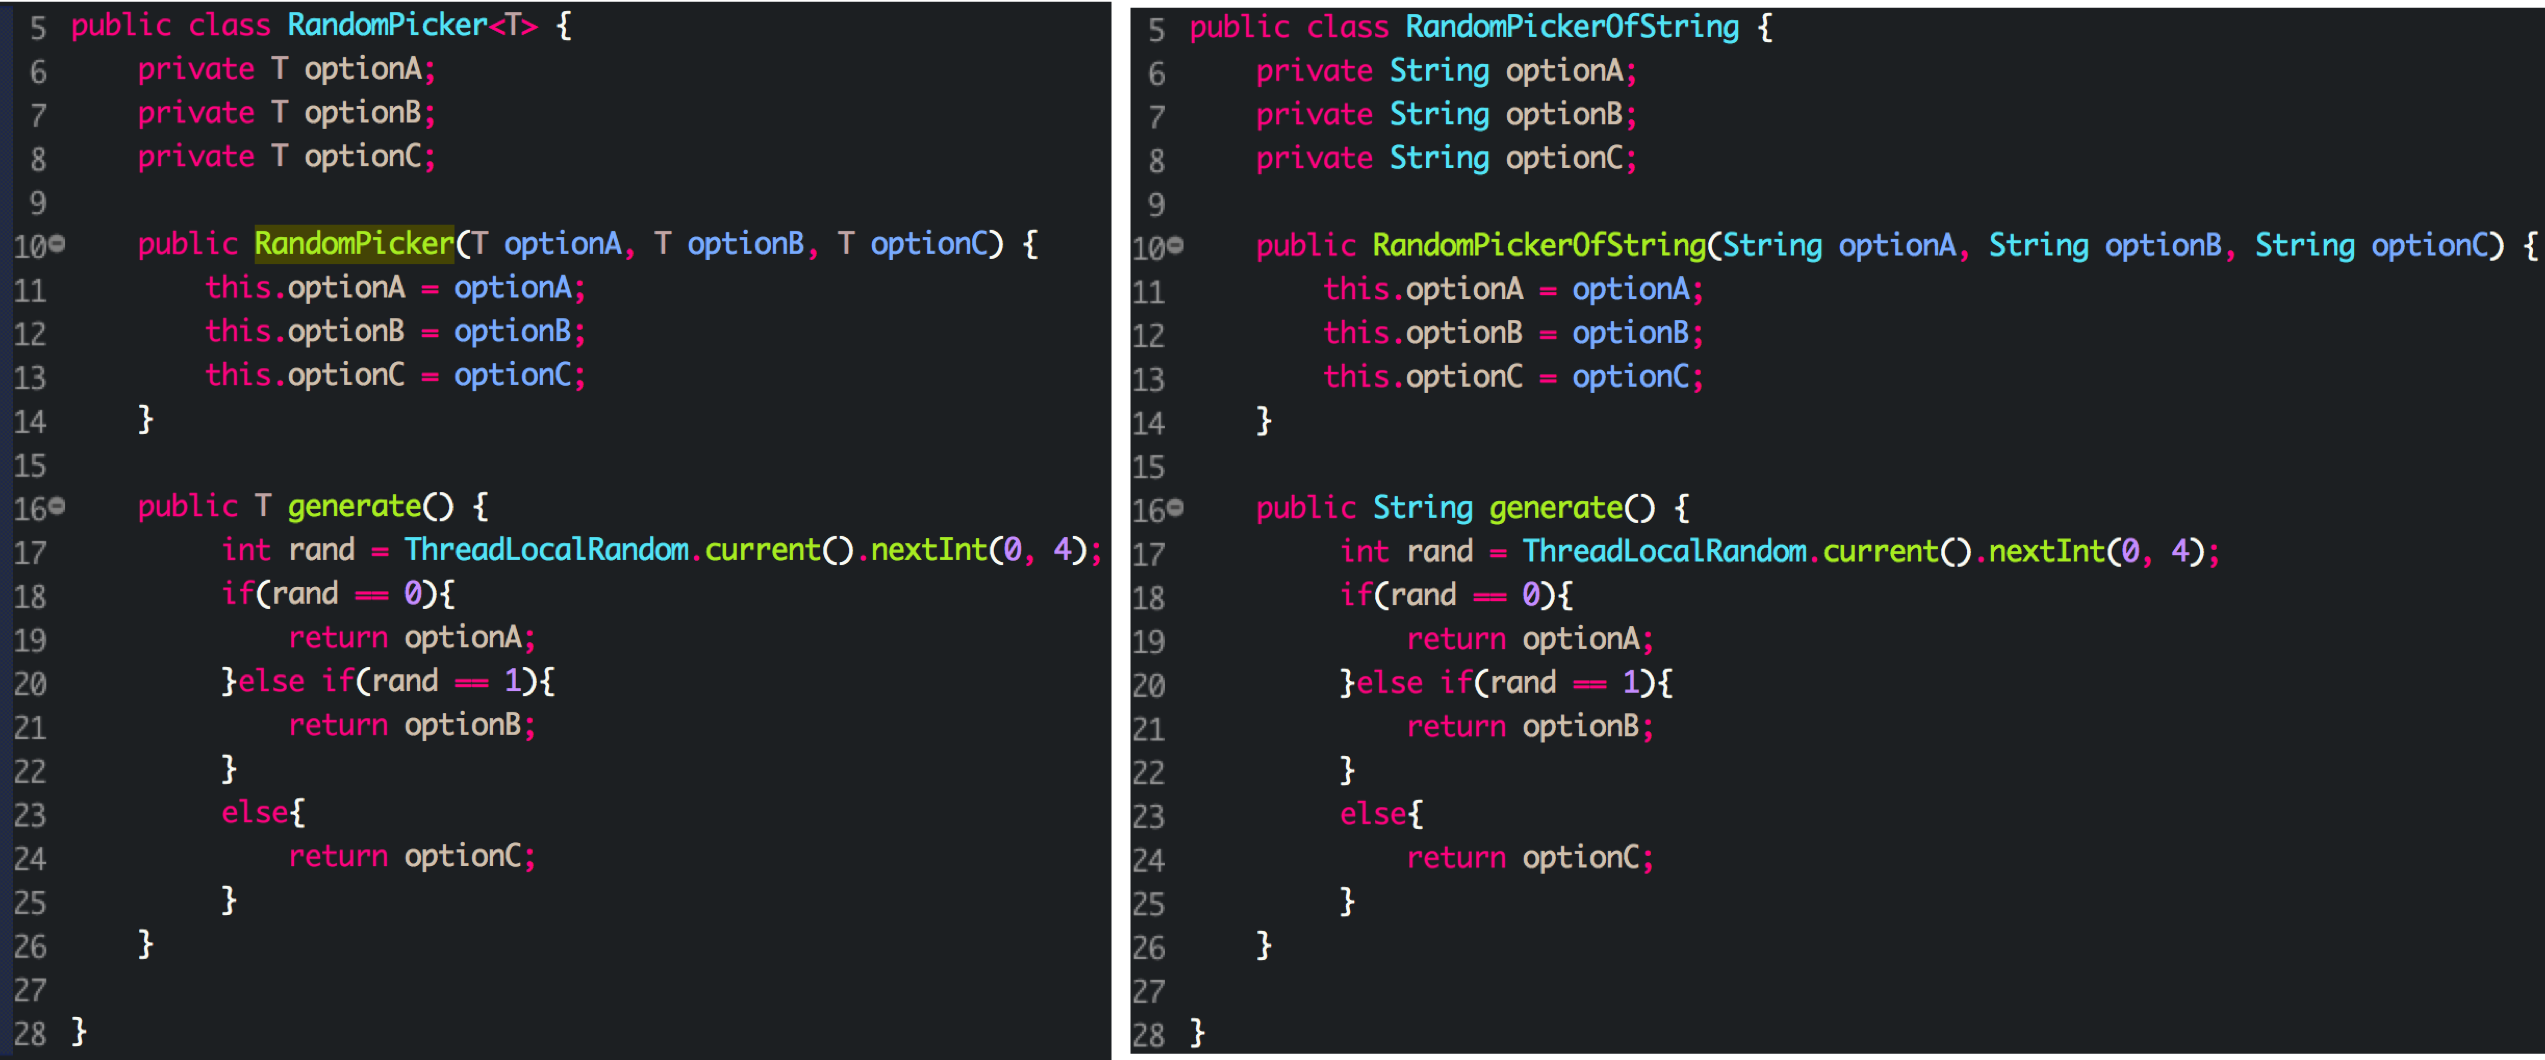 5 public class RandomPicker<T> {
6     private T optionA;
7     private T optionB;
8     private T optionC;
9
10     public RandomPicker(T optionA, T optionB, T optionC) {
11         this.optionA = optionA;
12         this.optionB = optionB;
13         this.optionC = optionC;
14     }
15
16     public T generate() {
17          int rand = ThreadLocalRandom.current().nextInt(0, 4);
18          if(rand == 0){
19              return optionA;
20          }else if(rand == 1){
21              return optionB;
22          }
23          else{
24              return optionC;
25          }
26     }
27
28 }
5 public class RandomPickerOfString {
6     private String optionA;
7     private String optionB;
8     private String optionC;
9
10     public RandomPickerOfString(String optionA, String optionB, String optionC) {
11         this.optionA = optionA;
12         this.optionB = optionB;
13         this.optionC = optionC;
14     }
15
16     public String generate() {
17          int rand = ThreadLocalRandom.current().nextInt(0, 4);
18          if(rand == 0){
19              return optionA;
20          }else if(rand == 1){
21              return optionB;
22          }
23          else{
24              return optionC;
25          }
26     }
27
28 }